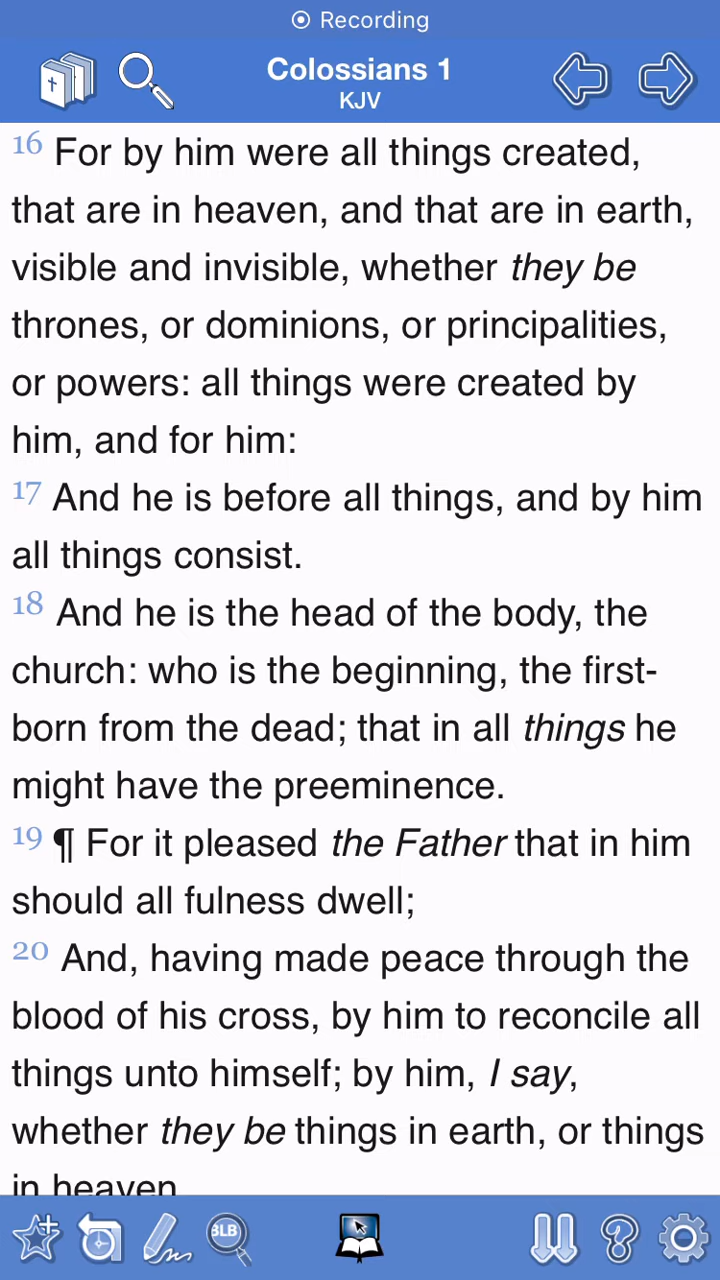 Recording
Colossians 1
KJV
16 For by him were all things created,
that are in heaven, and that are in earth,
visible and invisible, whether they be
thrones, or dominions, or principalities,
or powers: all things were created by
him, and for him:
17 And he is before all things, and by him
all things consist.
18 And he is the head of the body, the
church: who is the beginning, the first-
born from the dead; that in all things he
might have the preeminence.
19 ¶ For it pleased the Father that in him
should all fulness dwell;
20 And, having made peace through the
blood of his cross, by him to reconcile all
things unto himself; by him, I say,
whether they be things in earth, or things
in heaven
BLB